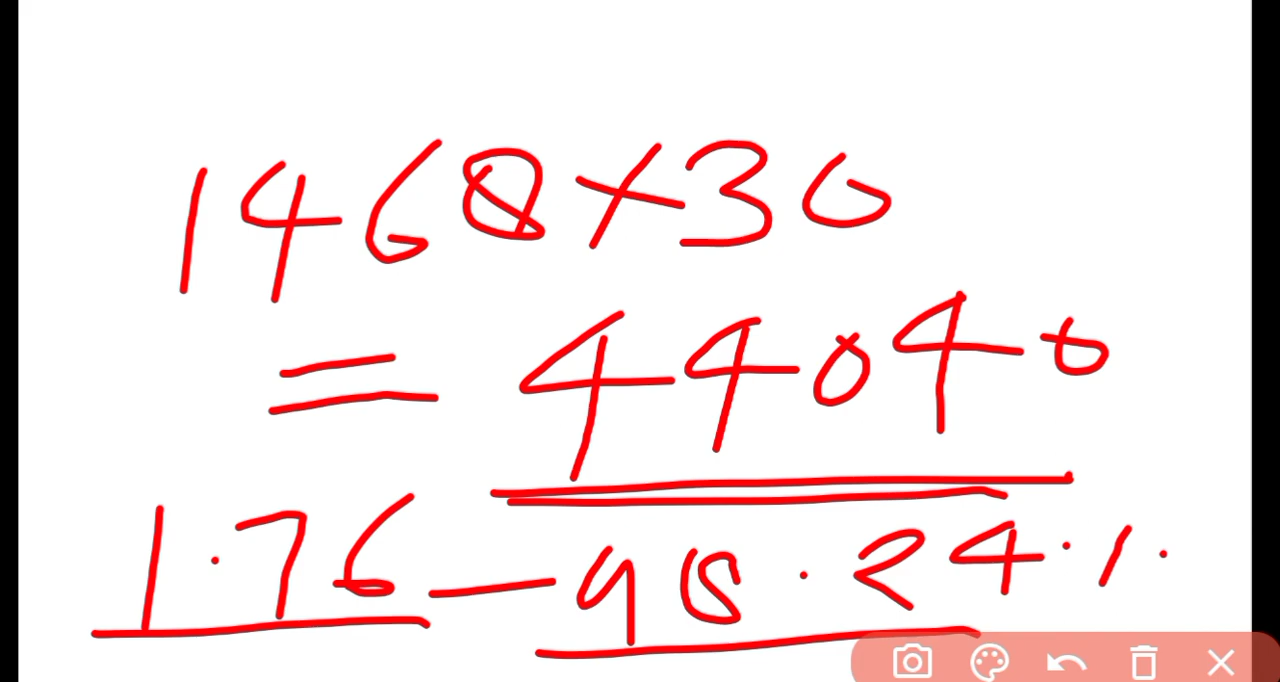 1468×30
= 44040
1.76 — 98.24%